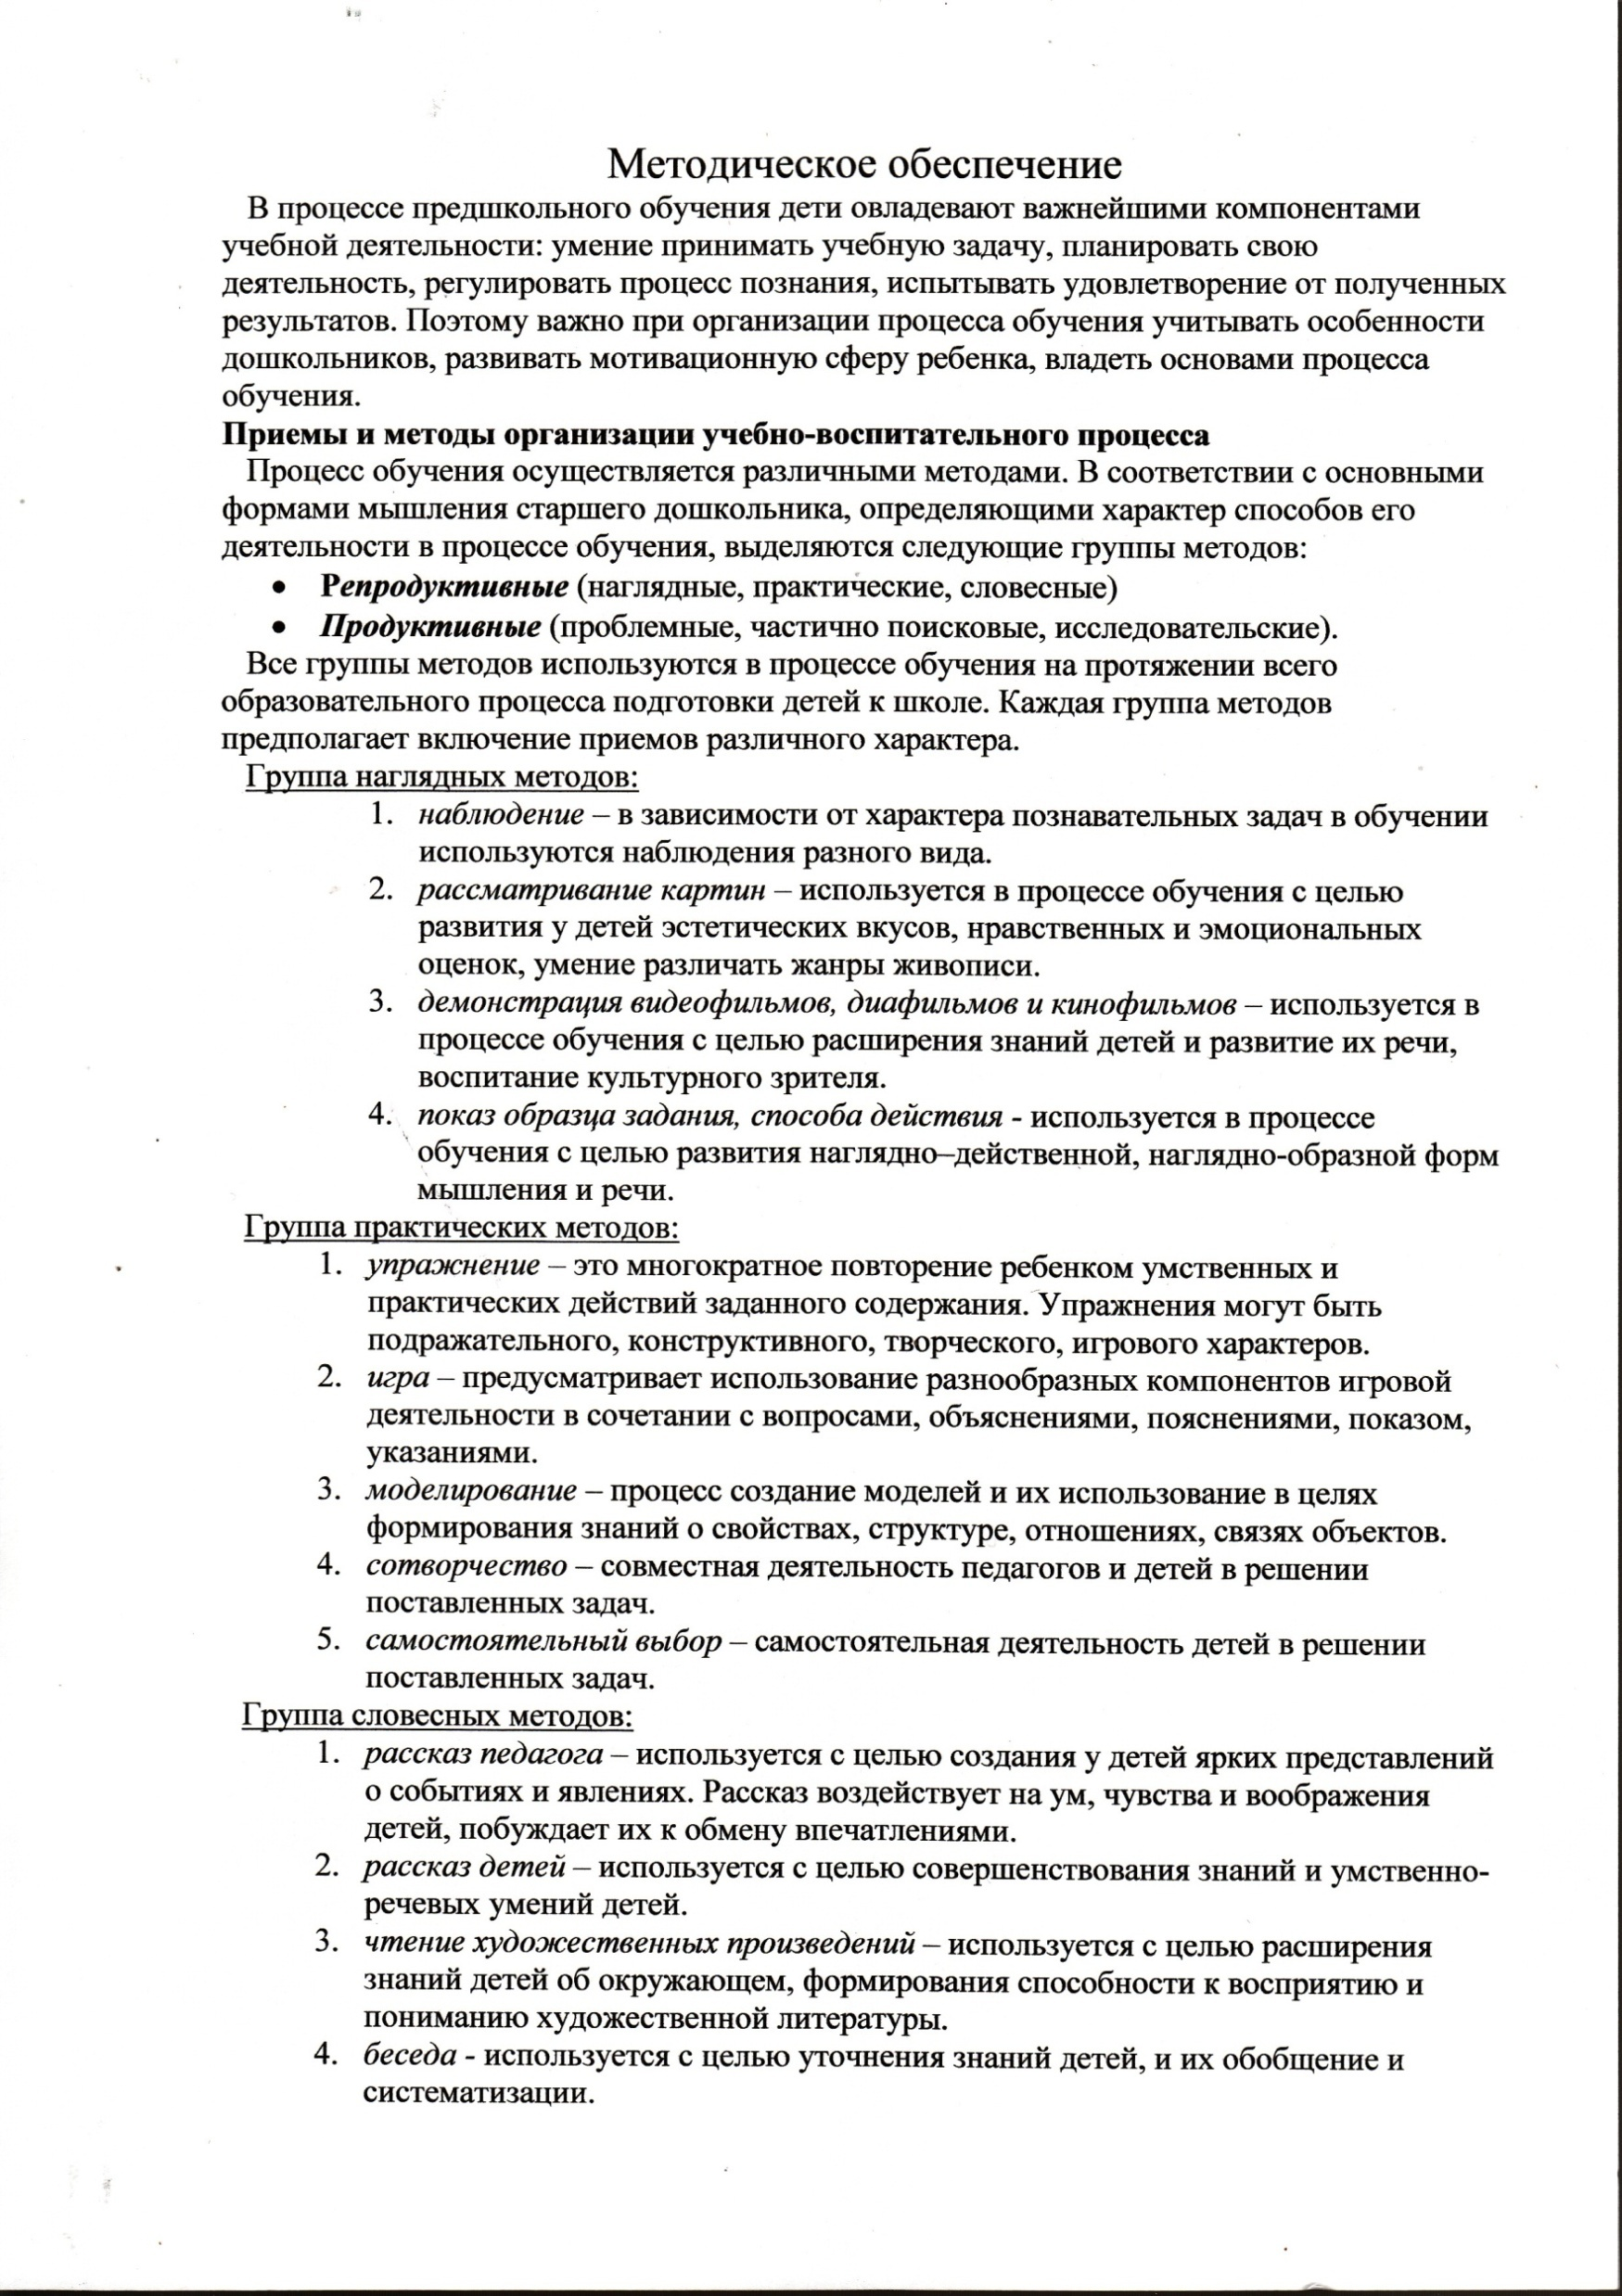 Методическое обеспечение
В процессе предшкольного обучения дети овладевают важнейшими компонентами
учебной деятельности: умение принимать учебную задачу, планировать свою
деятельность, регулировать процесс познания, испытывать удовлетворение от полученных
результатов. Поэтому важно при организации процесса обучения учитывать особенности
дошкольников, развивать мотивационную сферу ребенка, владеть основами процесса
обучения.
Приемы и методы организации учебно-воспитательного процесса
Процесс обучения осуществляется различными методами. В соответствии с основными
формами мышления старшего дошкольника, определяющими характер способов его
деятельности в процессе обучения, выделяются следующие группы методов:
• Репродуктивные (наглядные, практические, словесные)
• Продуктивные (проблемные, частично поисковые, исследовательские).
Все группы методов используются в процессе обучения на протяжении всего
образовательного процесса подготовки детей к школе. Каждая группа методов
предполагает включение приемов различного характера.
Группа наглядных методов:
1. наблюдение – в зависимости от характера познавательных задач в обучении
используются наблюдения разного вида.
2. рассматривание картин – используется в процессе обучения с целью
развития у детей эстетических вкусов, нравственных и эмоциональных
оценок, умение различать жанры живописи.
3. демонстрация видеофильмов, диафильмов и кинофильмов – используется в
процессе обучения с целью расширения знаний детей и развитие их речи,
воспитание культурного зрителя.
4. показ образца задания, способа действия - используется в процессе
обучения с целью развития наглядно–действенной, наглядно-образной форм
мышления и речи.
Группа практических методов:
1. упражнение – это многократное повторение ребенком умственных и
практических действий заданного содержания. Упражнения могут быть
подражательного, конструктивного, творческого, игрового характеров.
2. игра – предусматривает использование разнообразных компонентов игровой
деятельности в сочетании с вопросами, объяснениями, пояснениями, показом,
указаниями.
3. моделирование – процесс создание моделей и их использование в целях
формирования знаний о свойствах, структуре, отношениях, связях объектов.
4. сотворчество – совместная деятельность педагогов и детей в решении
поставленных задач.
5. самостоятельный выбор – самостоятельная деятельность детей в решении
поставленных задач.
Группа словесных методов:
1. рассказ педагога – используется с целью создания у детей ярких представлений
о событиях и явлениях. Рассказ воздействует на ум, чувства и воображения
детей, побуждает их к обмену впечатлениями.
2. рассказ детей – используется с целью совершенствования знаний и умственно-
речевых умений детей.
3. чтение художественных произведений – используется с целью расширения
знаний детей об окружающем, формирования способности к восприятию и
пониманию художественной литературы.
4. беседа - используется с целью уточнения знаний детей, и их обобщение и
систематизации.